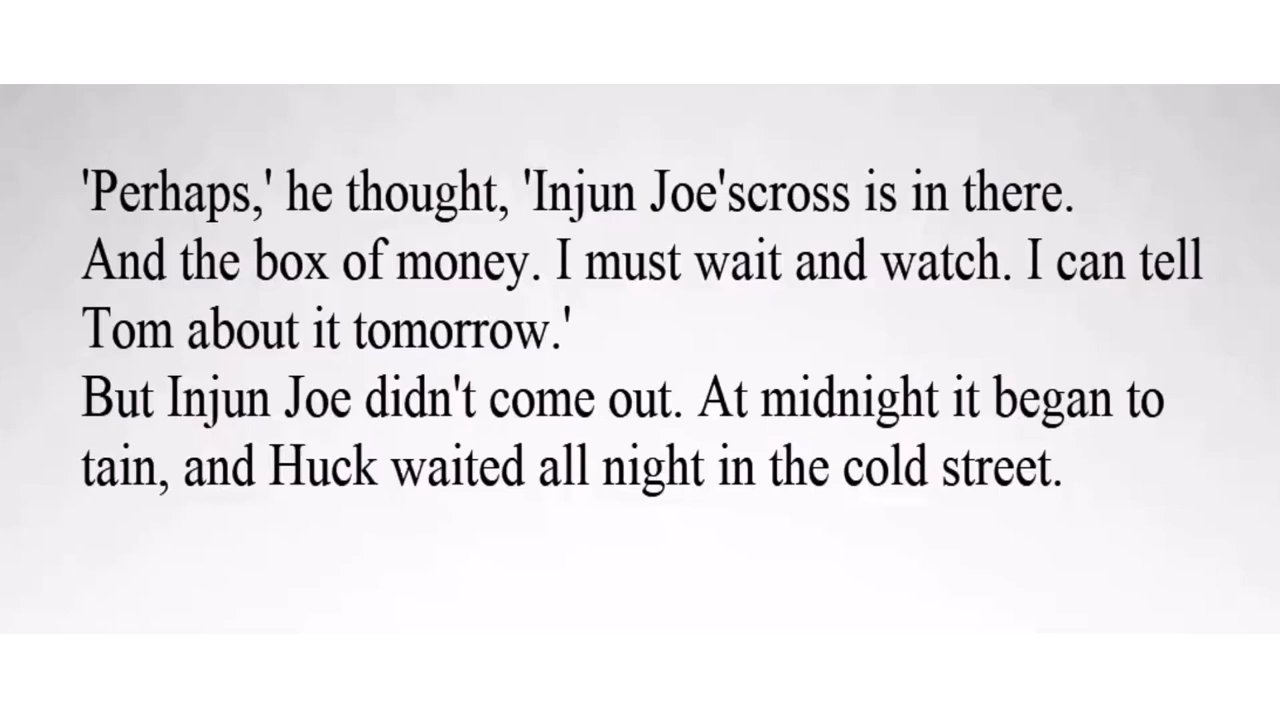 'Perhaps,' he thought, 'Injun Joe'scross is in there.
And the box of money. I must wait and watch. I can tell
Tom about it tomorrow.'
But Injun Joe didn't come out. At midnight it began to
tain, and Huck waited all night in the cold street.